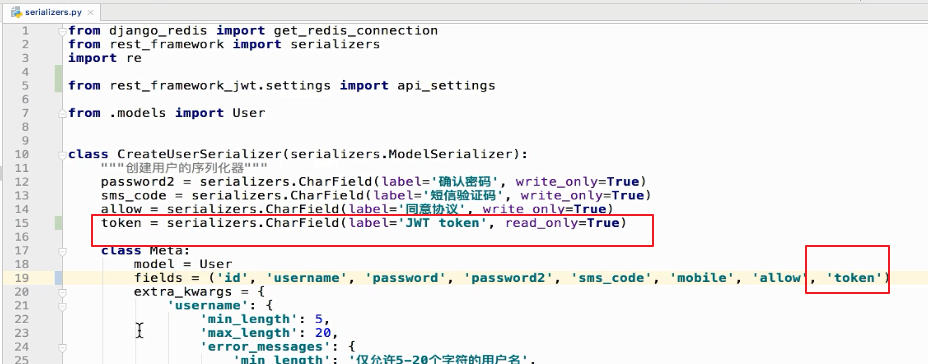 serializers.py
1 from django_redis import get_redis_connection
2 from rest_framework import serializers
3 import re
4
5 from rest_framework_jwt.settings import api_settings
6
7 from .models import User
8
9
10 class CreateUserSerializer(serializers.ModelSerializer):
11 """创建用户的序列化器"""
12 password2 = serializers.CharField(label='确认密码', write_only=True)
13 sms_code = serializers.CharField(label='短信验证码', write_only=True)
14 allow = serializers.CharField(label='同意协议', write_only=True)
15 token = serializers.CharField(label='JWT token', read_only=True)
16
17 class Meta:
18 model = User
19 fields = ('id', 'username', 'password', 'password2', 'sms_code', 'mobile', 'allow', 'token')
20 extra_kwargs = {
21 'username': {
22 'min_length': 5,
23 'max_length': 20,
24 'error_messages': {
25 'min_length': '仅允许5-20个字符的用户名',